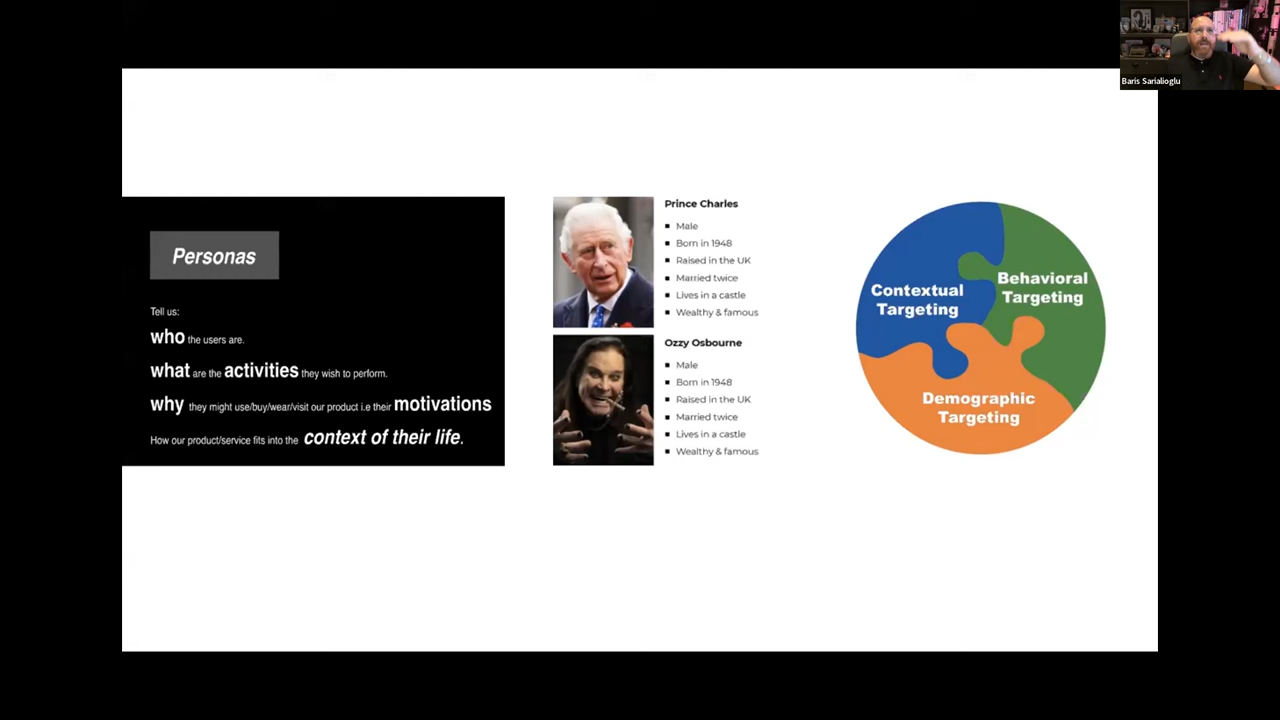 Baris Sarialioglu
Personas
Tell us:
who the users are.
what are the activities they wish to perform.
why they might use/buy/wear/visit our product i.e their motivations
How our product/service fits into the context of their life.
Prince Charles
Male
Born in 1948
Raised in the UK
Married twice
Lives in a castle
Wealthy & famous
Ozzy Osbourne
Male
Born in 1948
Raised in the UK
Married twice
Lives in a castle
Wealthy & famous
Contextual
Targeting
Behavioral
Targeting
Demographic
Targeting